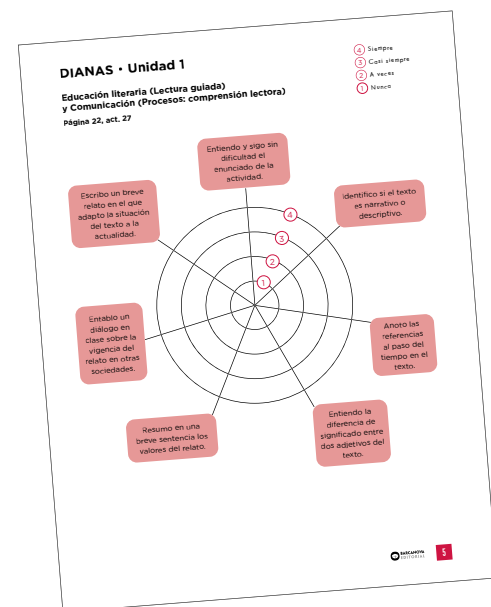 DIANAS • Unidad 1
4 Siempre
3 Casi siempre
2 A veces
1 Nunca
Educación literaria (Lectura guiada)
y Comunicación (Procesos: comprensión lectora)
Página 22, act. 27
Entiendo y sigo sin
dificultad el
enunciado de la
actividad.
Identifico si el texto
es narrativo o
descriptivo.
Anoto las
referencias
al paso del
tiempo en el
texto.
Entiendo la
diferencia de
significado entre
dos adjetivos del
texto.
Resumo en una
breve sentencia los
valores del relato.
Entablo un
diálogo en
clase sobre la
vigencia del
relato en otras
sociedades.
Escribo un breve
relato en el que
adapto la situación
del texto a la
actualidad.
4
3
2
1
BARCANOVA
EDITORIAL
5